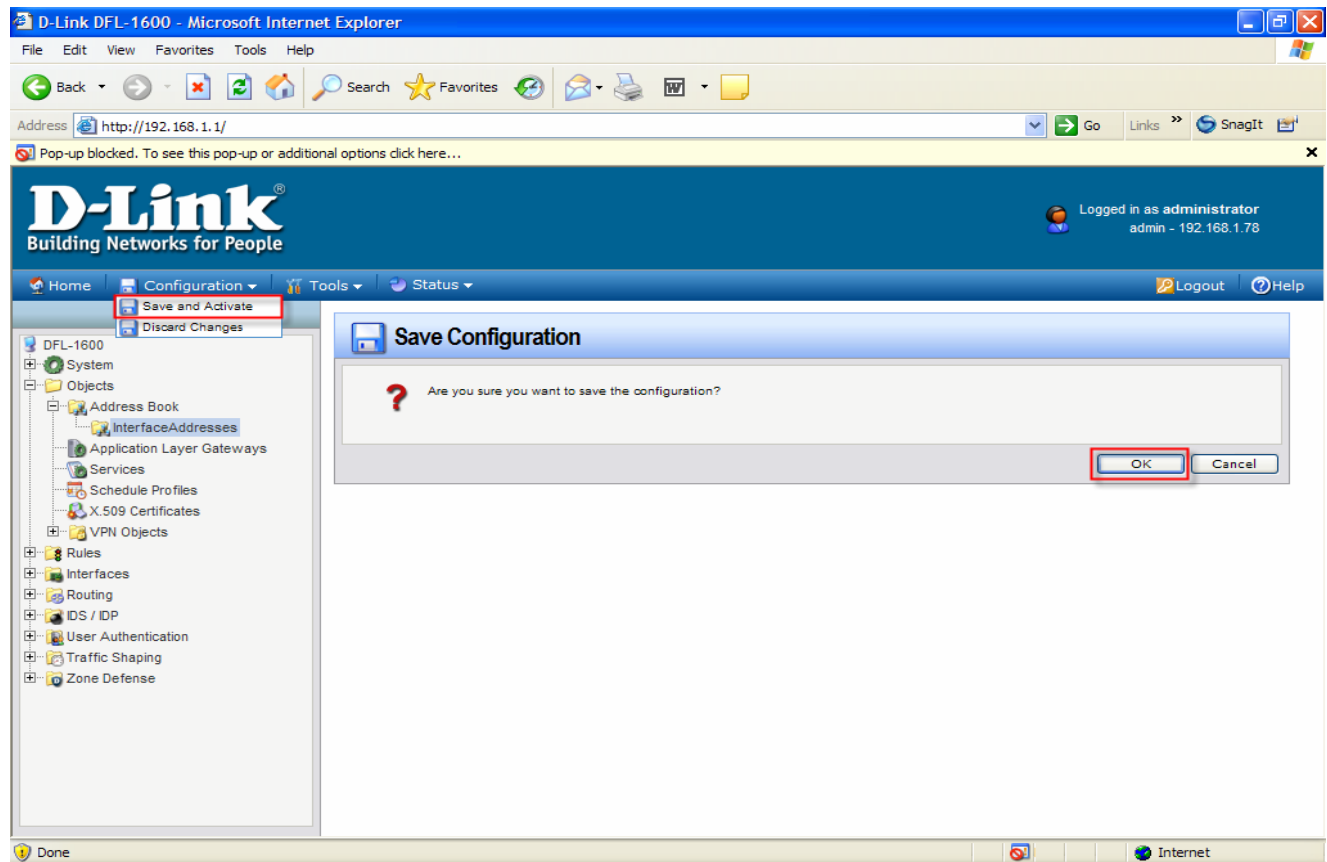 D-Link DFL-1600 - Microsoft Internet Explorer
File Edit View Favorites Tools Help
Back Search Favorites
Address http://192.168.1.1/ Go Links » SnagIt
Pop-up blocked. To see this pop-up or additional options click here...
D-Link®
Building Networks for People
Logged in as administrator
admin - 192.168.1.78
Home Configuration Tools Status Logout Help
Save and Activate
Discard Changes
DFL-1600
System
Objects
Address Book
InterfaceAddresses
Application Layer Gateways
Services
Schedule Profiles
X.509 Certificates
VPN Objects
Rules
Interfaces
Routing
IDS / IDP
User Authentication
Traffic Shaping
Zone Defense
Save Configuration
Are you sure you want to save the configuration?
OK Cancel
Done Internet